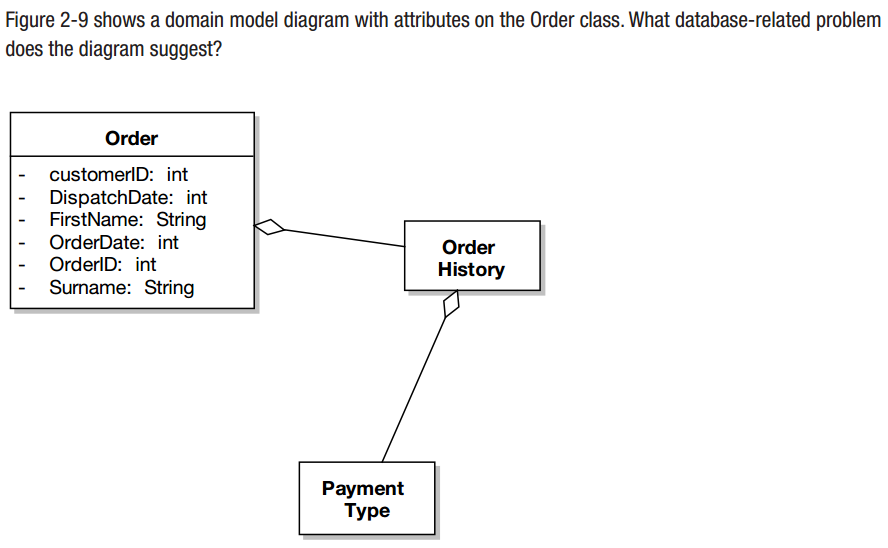 Figure 2-9 shows a domain model diagram with attributes on the Order class. What database-related problem
does the diagram suggest?
Order
- customerID: int
- DispatchDate: int
- FirstName: String
- OrderDate: int
- OrderID: int
- Surname: String
Order
History
Payment
Type